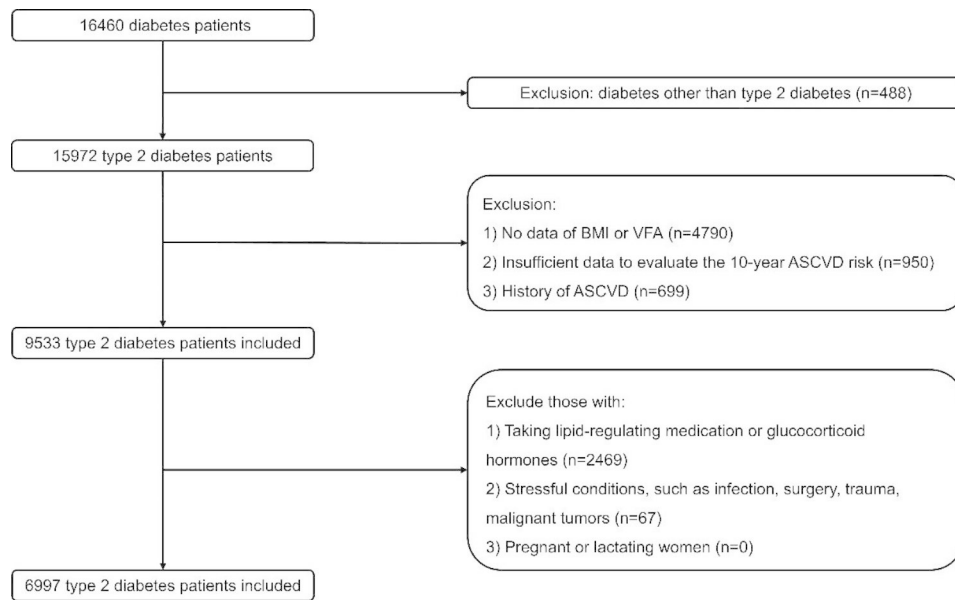 16460 diabetes patients
Exclusion: diabetes other than type 2 diabetes (n=488)
15972 type 2 diabetes patients
Exclusion:
1) No data of BMI or VFA (n=4790)
2) Insufficient data to evaluate the 10-year ASCVD risk (n=950)
3) History of ASCVD (n=699)
9533 type 2 diabetes patients included
Exclude those with:
1) Taking lipid-regulating medication or glucocorticoid
hormones (n=2469)
2) Stressful conditions, such as infection, surgery, trauma,
malignant tumors (n=67)
3) Pregnant or lactating women (n=0)
6997 type 2 diabetes patients included